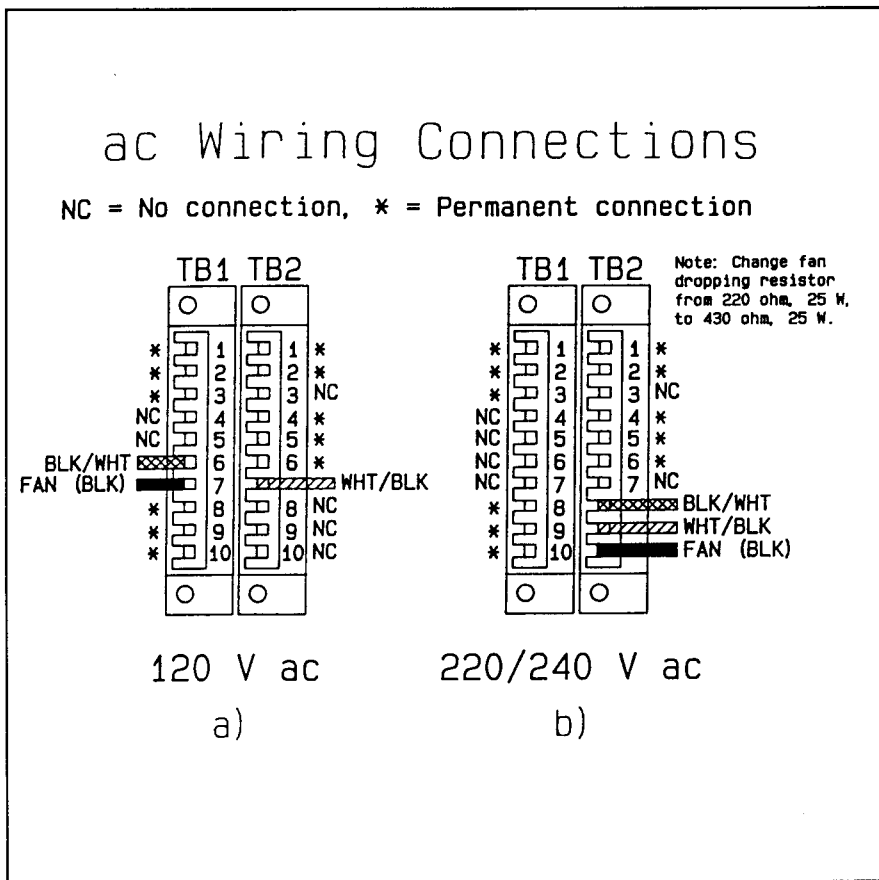 ac Wiring Connections
NC = No connection, * = Permanent connection
TB1 TB2
* 1 1 *
* 2 2 *
* 3 3 NC
NC 4 4 *
NC 5 5 *
BLK/WHT 6 6 *
FAN (BLK) 7 WHT/BLK
* 8 8 NC
* 9 9 NC
* 10 10 NC
120 V ac
a)
TB1 TB2
Note: Change fan
dropping resistor
from 220 ohm, 25 W,
to 430 ohm, 25 W.
* 1 1 *
* 2 2 *
* 3 3 NC
NC 4 4 *
NC 5 5 *
NC 6 6 *
NC 7 7 NC
* 8 BLK/WHT
* 9 WHT/BLK
* 10 FAN (BLK)
220/240 V ac
b)